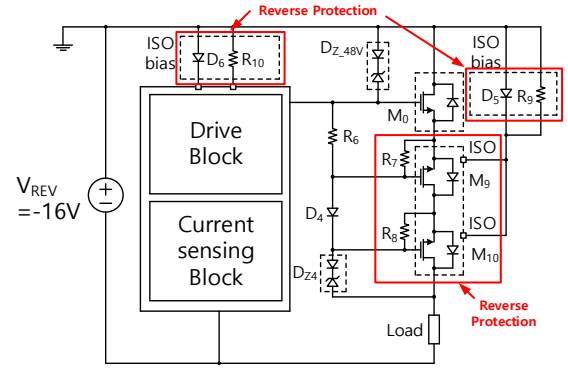 Reverse Protection
ISO
bias
D6
R10
DZ_48V
ISO
bias
D5
R9
M0
Drive
Block
R6
R7
ISO
M9
VREV
=-16V
D4
Current
sensing
Block
R8
ISO
M10
DZ4
Load
Reverse
Protection